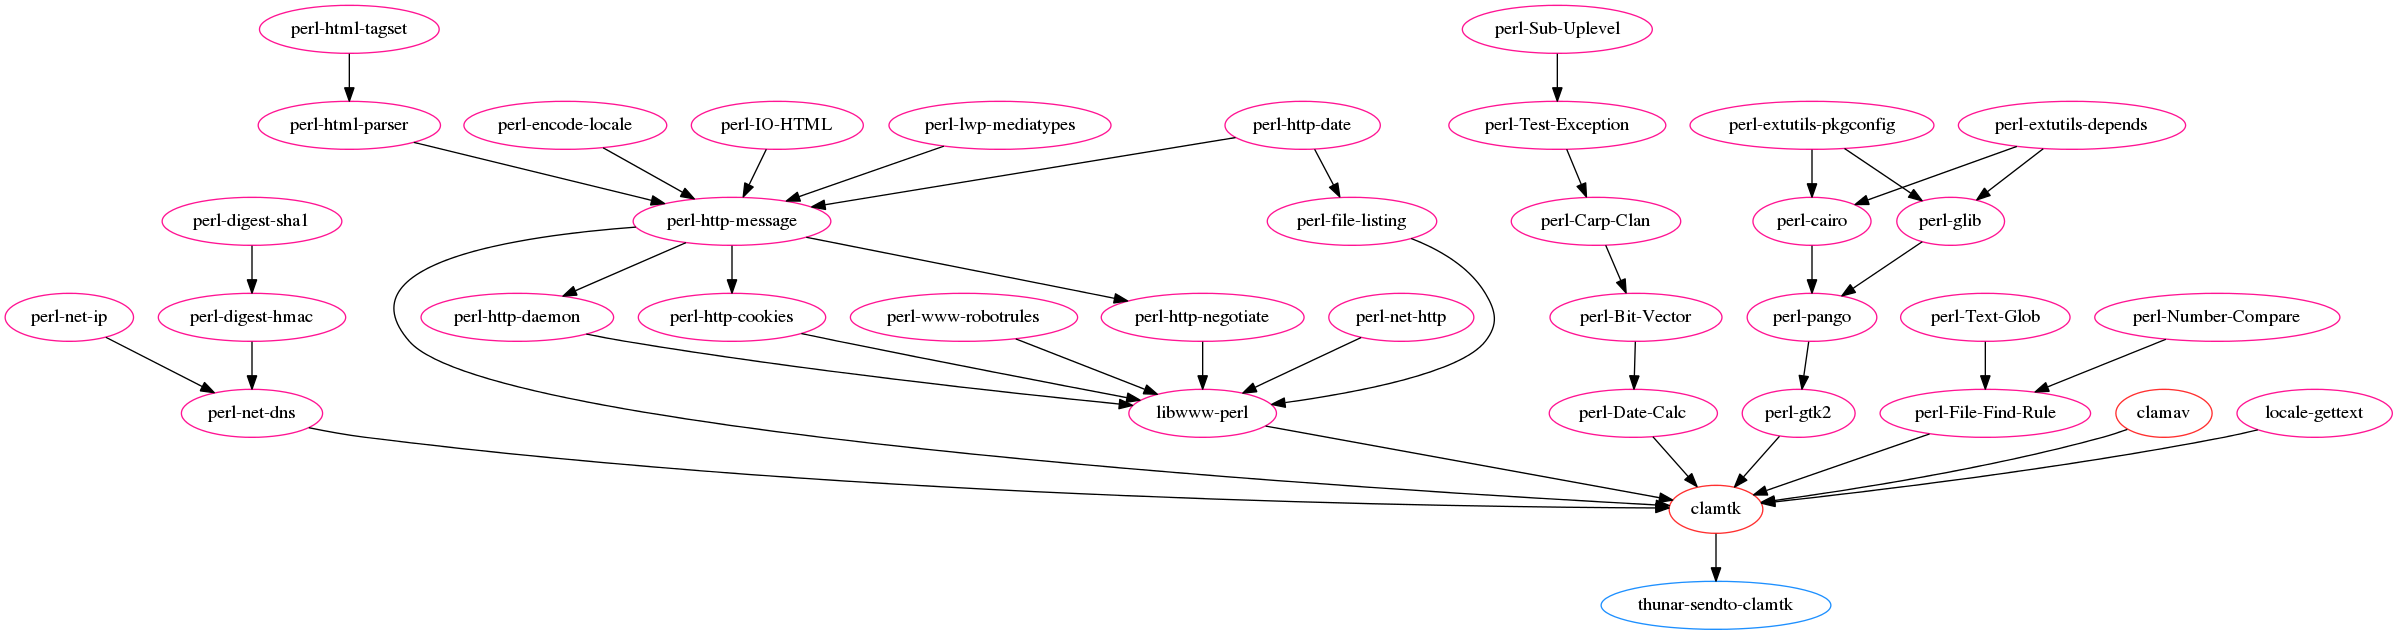 perl-html-tagset
perl-Sub-Uplevel
perl-html-parser
perl-encode-locale
perl-IO-HTML
perl-lwp-mediatypes
perl-http-date
perl-Test-Exception
perl-extutils-pkgconfig
perl-extutils-depends
perl-digest-sha1
perl-http-message
perl-file-listing
perl-Carp-Clan
perl-cairo
perl-glib
perl-net-ip
perl-digest-hmac
perl-http-daemon
perl-http-cookies
perl-www-robotrules
perl-http-negotiate
perl-net-http
perl-Bit-Vector
perl-pango
perl-Text-Glob
perl-Number-Compare
perl-net-dns
libwww-perl
perl-Date-Calc
perl-gtk2
perl-File-Find-Rule
clamav
locale-gettext
clamtk
thunar-sendto-clamtk